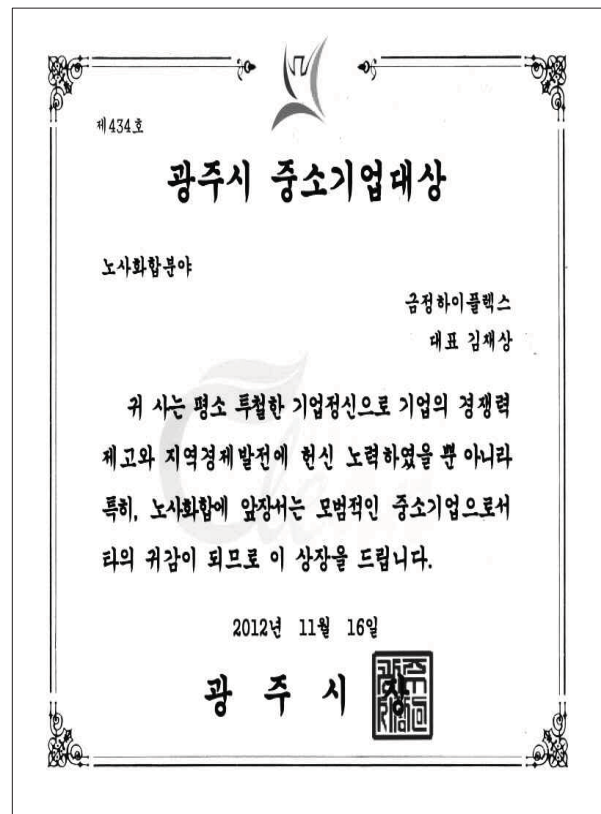 제434호
광주시 중소기업대상
노사화합분야
금정하이플렉스
대표 김재상
귀 사는 평소 투철한 기업정신으로 기업의 경쟁력
제고와 지역경제발전에 헌신 노력하였을 뿐 아니라
특히, 노사화합에 앞장서는 모범적인 중소기업으로서
타의 귀감이 되므로 이 상장을 드립니다.
2012년 11월 16일
광 주 시 장